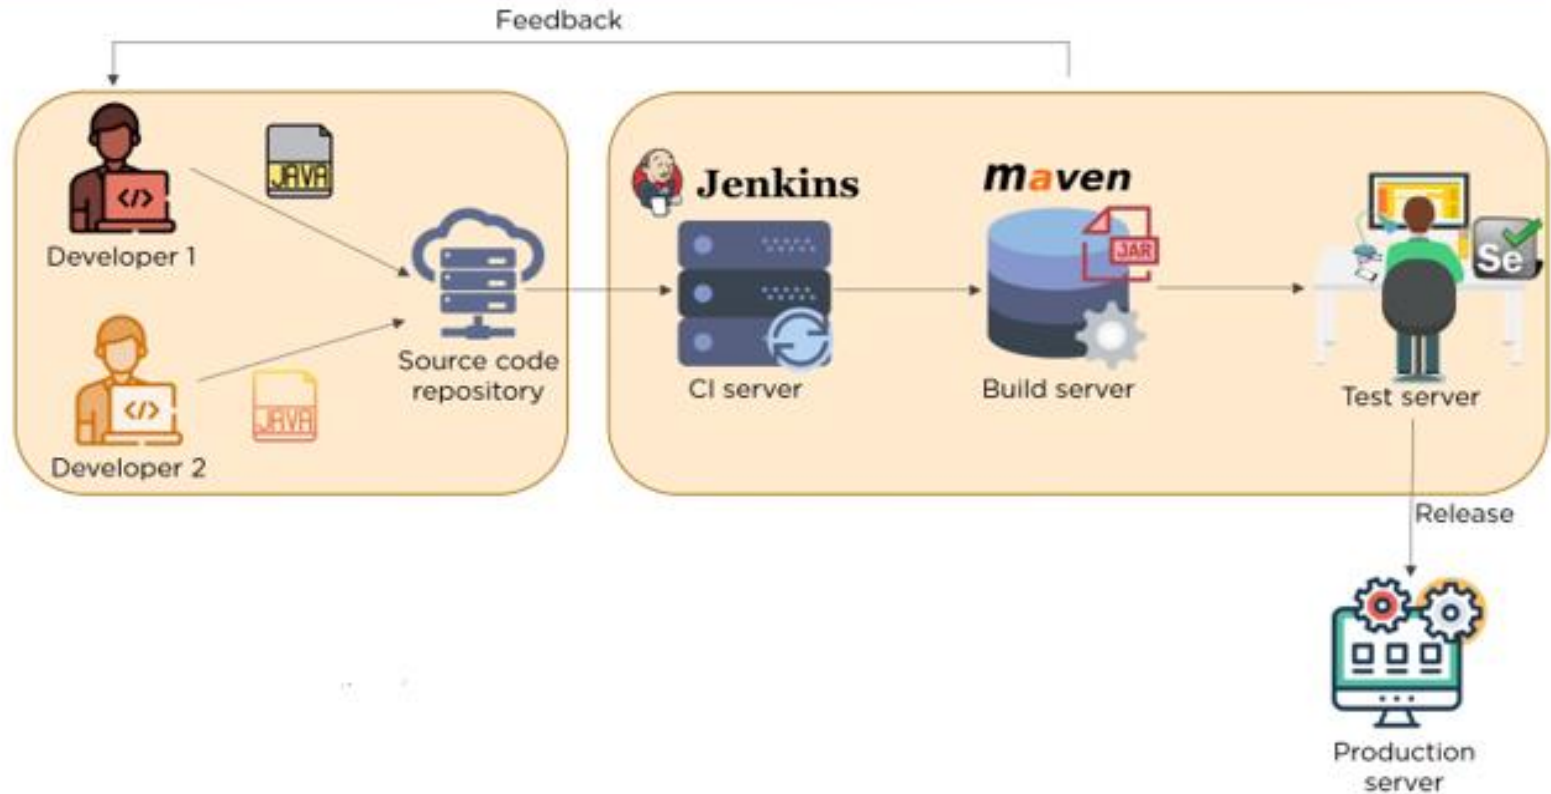 Feedback
JAVA
Developer 1
JAVA
Developer 2
Source code
repository
Jenkins
CI server
maven
JAR
Build server
Se
Test server
Release
Production
server